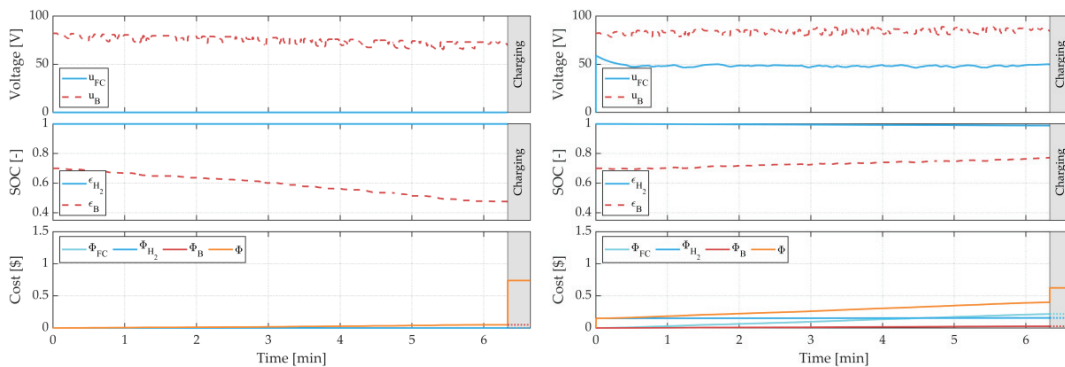 100
50
0
Voltage [V]
u_FC
u_B
Charging
1
0.8
0.6
0.4
SOC [-]
ϵ_H2
ϵ_B
Charging
1.5
1
0.5
0
Cost [$]
Φ_FC Φ_H2 Φ_B Φ
0 1 2 3 4 5 6
Time [min]
100
50
0
Voltage [V]
u_FC
u_B
Charging
1
0.8
0.6
0.4
SOC [-]
ϵ_H2
ϵ_B
Charging
1.5
1
0.5
0
Cost [$]
Φ_FC Φ_H2 Φ_B Φ
0 1 2 3 4 5 6
Time [min]